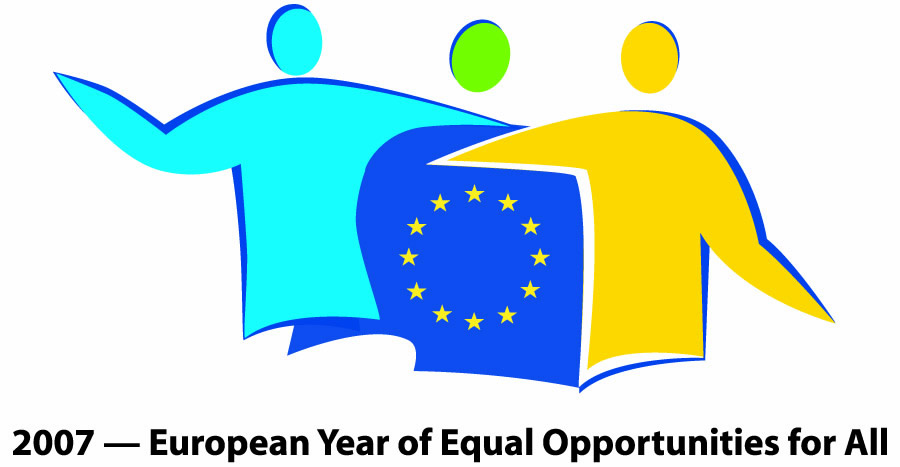 2007 — European Year of Equal Opportunities for All